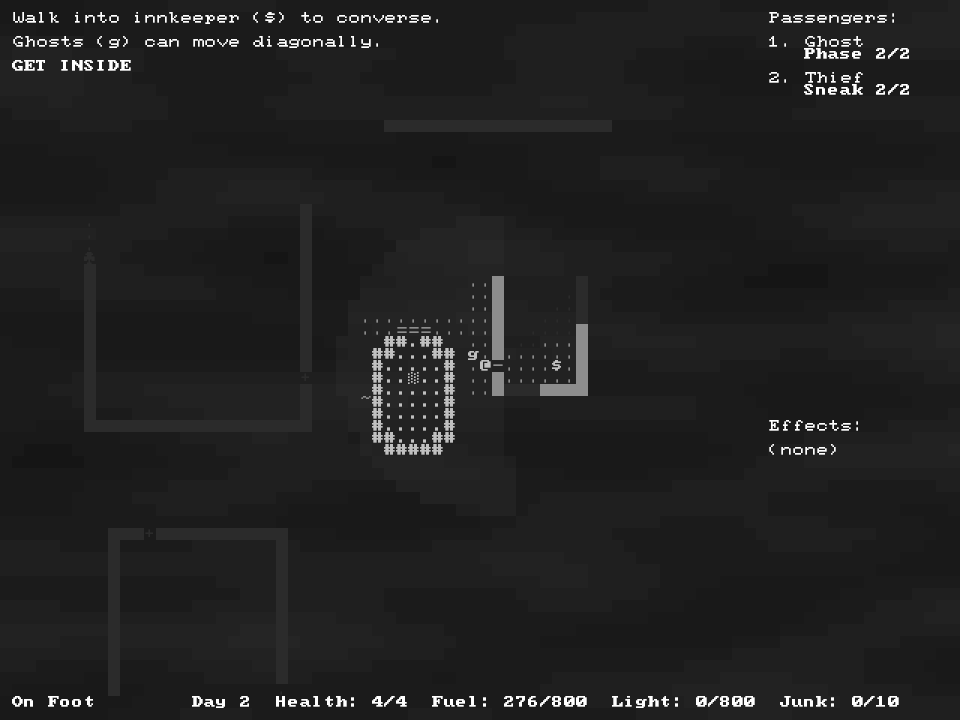 Walk into innkeeper ($) to converse.
Ghosts (g) can move diagonally.
GET INSIDE
Passengers:
1. Ghost
Phase 2/2
2. Thief
Sneak 2/2
Effects:
(none)
On Foot Day 2 Health: 4/4 Fuel: 276/800 Light: 0/800 Junk: 0/10